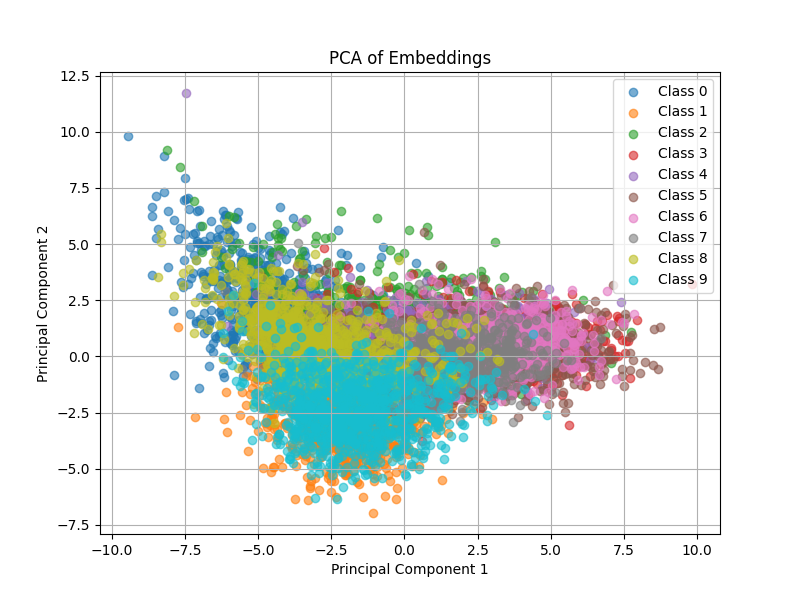 PCA of Embeddings
12.5
10.0
7.5
5.0
2.5
0.0
−2.5
−5.0
−7.5
Principal Component 2
Class 0
Class 1
Class 2
Class 3
Class 4
Class 5
Class 6
Class 7
Class 8
Class 9
−10.0 −7.5 −5.0 −2.5 0.0 2.5 5.0 7.5 10.0
Principal Component 1